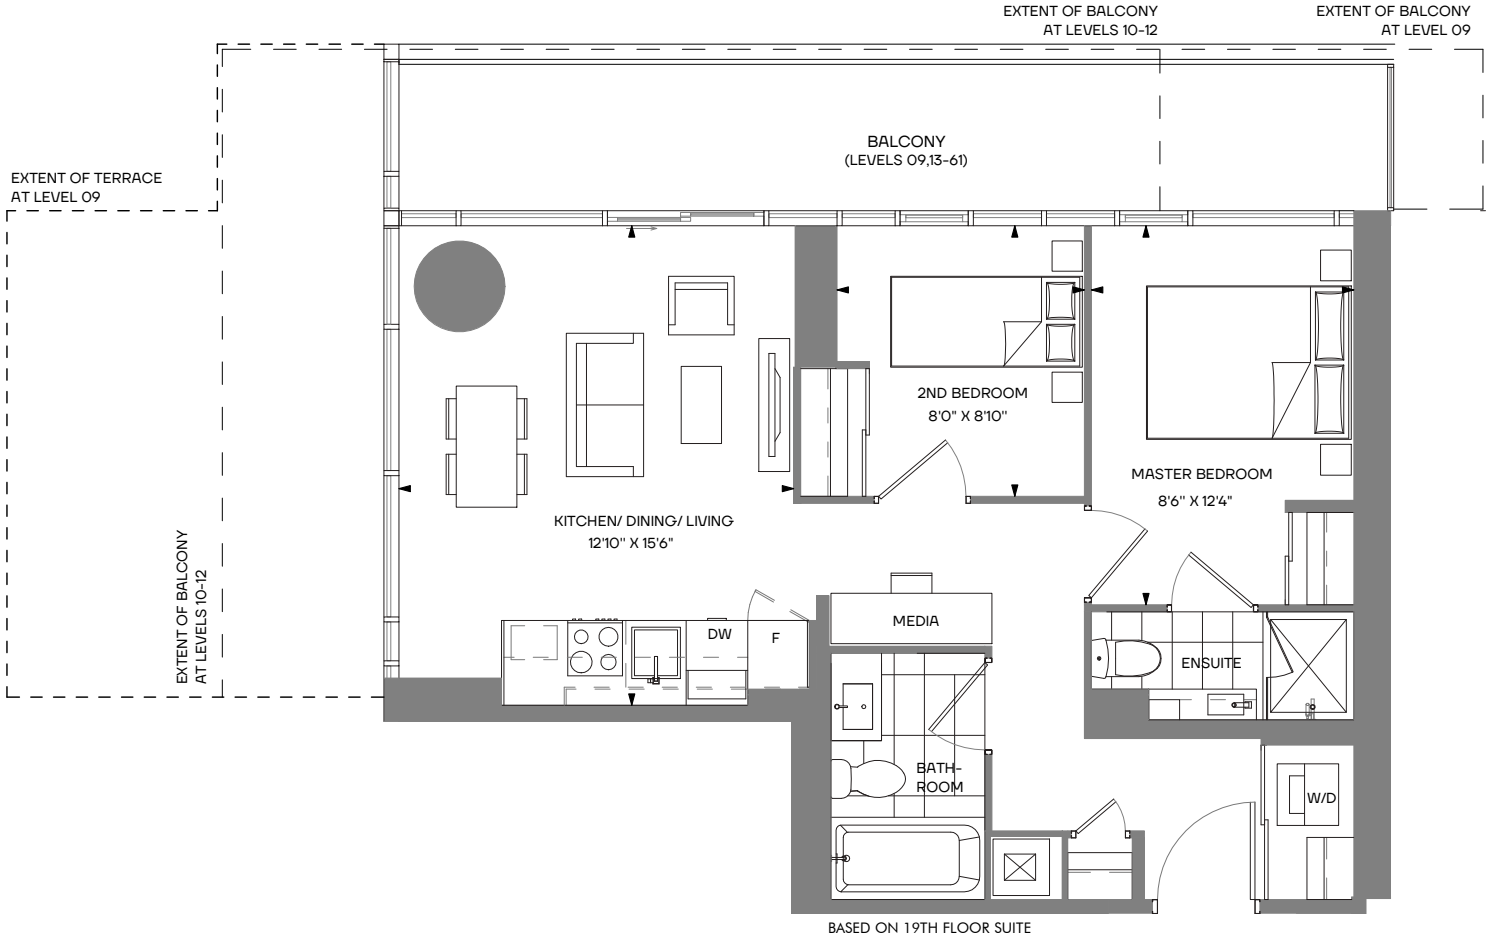 EXTENT OF BALCONY
AT LEVELS 10-12
EXTENT OF BALCONY
AT LEVEL 09
BALCONY
(LEVELS 09,13-61)
EXTENT OF TERRACE
AT LEVEL 09
2ND BEDROOM
8'0" X 8'10"
MASTER BEDROOM
8'6" X 12'4"
KITCHEN/ DINING/ LIVING
12'10" X 15'6"
EXTENT OF BALCONY
AT LEVELS 10-12
MEDIA
DW
F
ENSUITE
BATH-
ROOM
W/D
BASED ON 19TH FLOOR SUITE